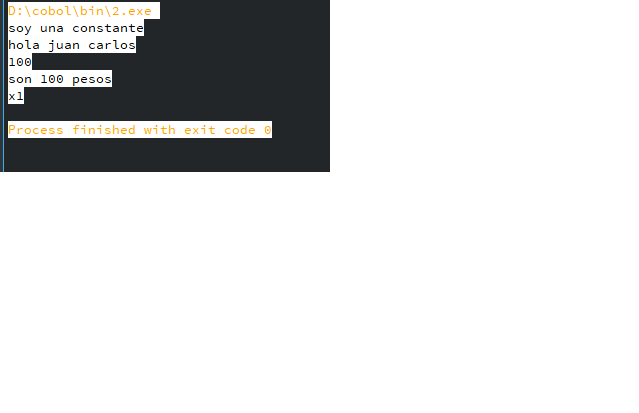 D:\cobol\bin\2.exe
soy una constante
hola juan carlos
100
son 100 pesos
x1
Process finished with exit code 0